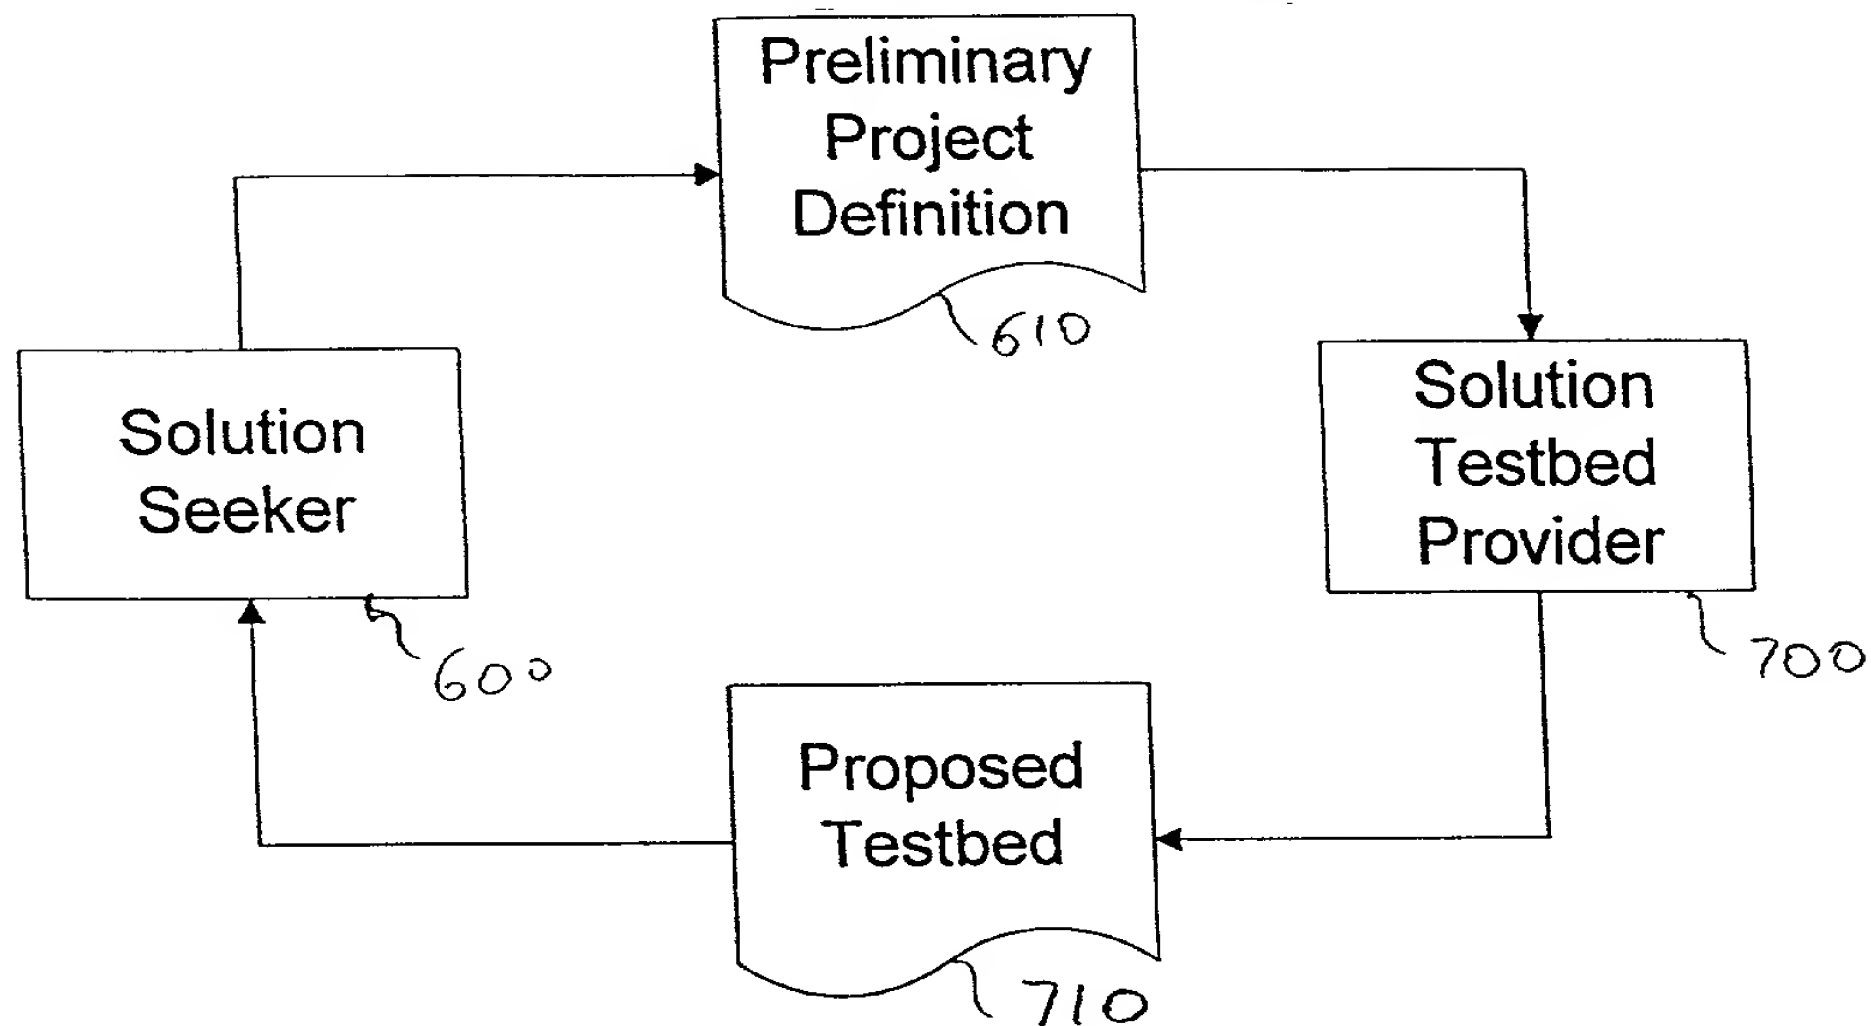 Preliminary
Project
Definition
610
Solution
Seeker
600
Solution
Testbed
Provider
700
Proposed
Testbed
710